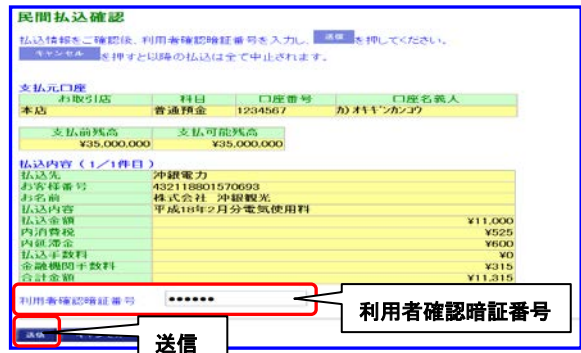 民間払込確認
払込情報をご確認後、利用者確認暗証番号を入力し、 送信 を押してください。
キャンセル を押すと以降の払込は全て中止されます。
支払元口座
お取引店 科目 口座番号 口座名義人
本店 普通預金 1234567 カ)オキギンカンコウ
支払前残高 支払可能残高
¥35,000,000 ¥35,000,000
払込内容(1/1件目)
払込先 沖銀電力
お客様番号 432118801570693
お名前 株式会社 沖銀観光
払込内容 平成18年2月分電気使用料
払込金額 ¥11,000
内消費税 ¥525
内延滞金 ¥600
払込手数料 ¥0
金融機関手数料 ¥315
合計金額 ¥11,315
利用者確認暗証番号 ●●●●●●
利用者確認暗証番号
送信
送信